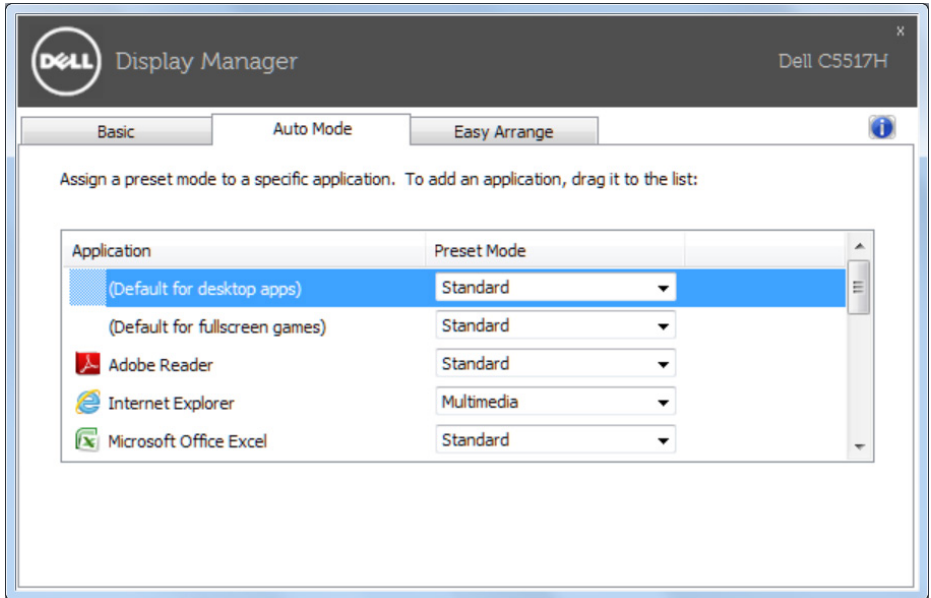 x
DELL Display Manager Dell C5517H
Basic Auto Mode Easy Arrange
Assign a preset mode to a specific application. To add an application, drag it to the list:
Application Preset Mode
(Default for desktop apps) Standard
(Default for fullscreen games) Standard
Adobe Reader Standard
Internet Explorer Multimedia
Microsoft Office Excel Standard